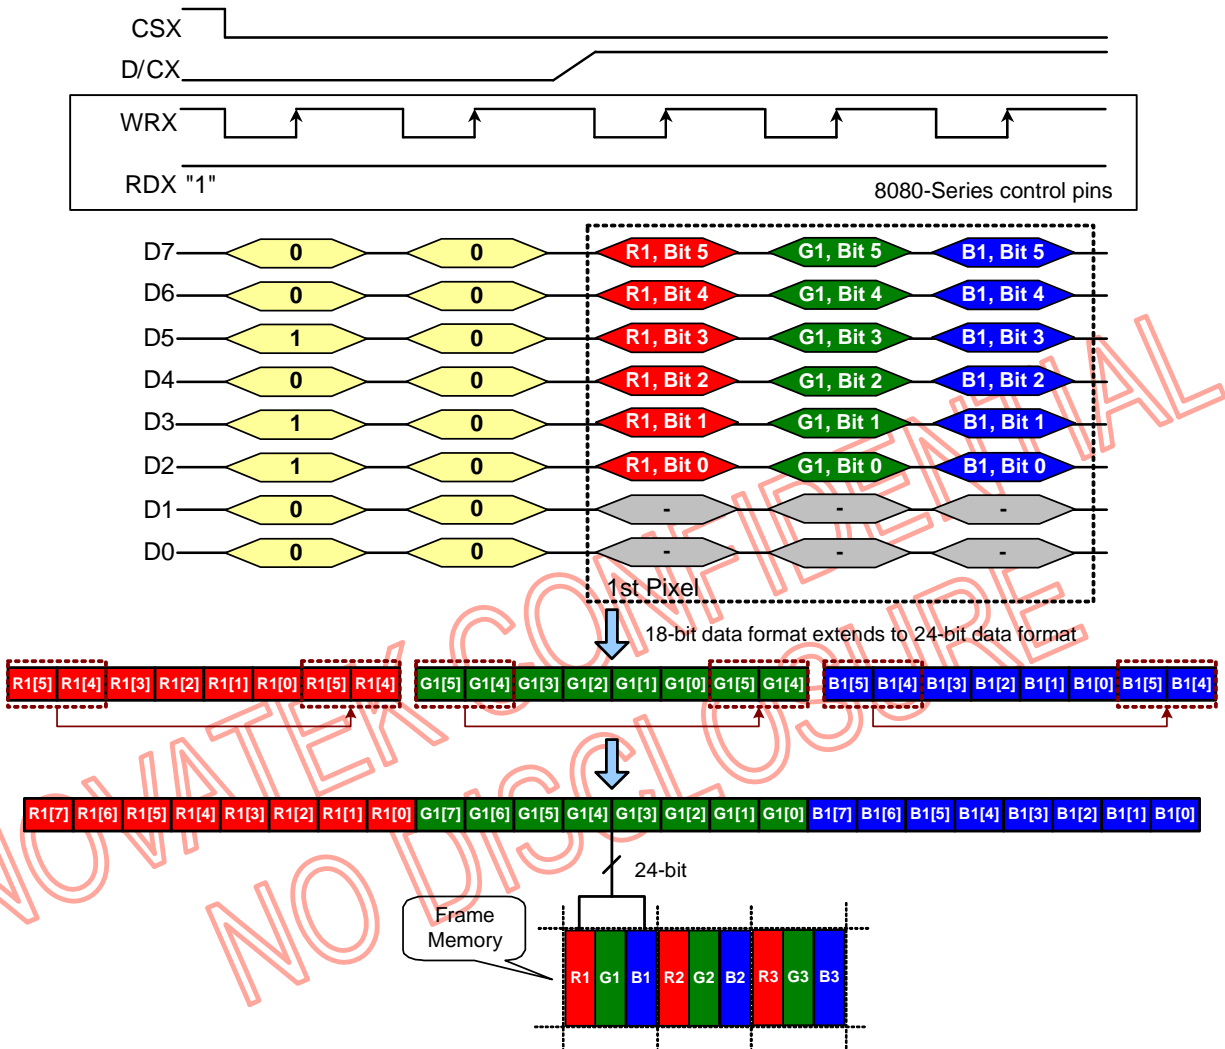 CSX
D/CX
WRX
RDX "1"
8080-Series control pins
D7 0 0 R1, Bit 5 G1, Bit 5 B1, Bit 5
D6 0 0 R1, Bit 4 G1, Bit 4 B1, Bit 4
D5 1 0 R1, Bit 3 G1, Bit 3 B1, Bit 3
D4 0 0 R1, Bit 2 G1, Bit 2 B1, Bit 2
D3 1 0 R1, Bit 1 G1, Bit 1 B1, Bit 1
D2 1 0 R1, Bit 0 G1, Bit 0 B1, Bit 0
D1 0 0 - - -
D0 0 0 - - -
1st Pixel
18-bit data format extends to 24-bit data format
R1[5] R1[4] R1[3] R1[2] R1[1] R1[0] R1[5] R1[4] G1[5] G1[4] G1[3] G1[2] G1[1] G1[0] G1[5] G1[4] B1[5] B1[4] B1[3] B1[2] B1[1] B1[0] B1[5] B1[4]
R1[7] R1[6] R1[5] R1[4] R1[3] R1[2] R1[1] R1[0] G1[7] G1[6] G1[5] G1[4] G1[3] G1[2] G1[1] G1[0] B1[7] B1[6] B1[5] B1[4] B1[3] B1[2] B1[1] B1[0]
24-bit
Frame
Memory
R1 G1 B1 R2 G2 B2 R3 G3 B3
NOVATEK CONFIDENTIAL
NO DISCLOSURE